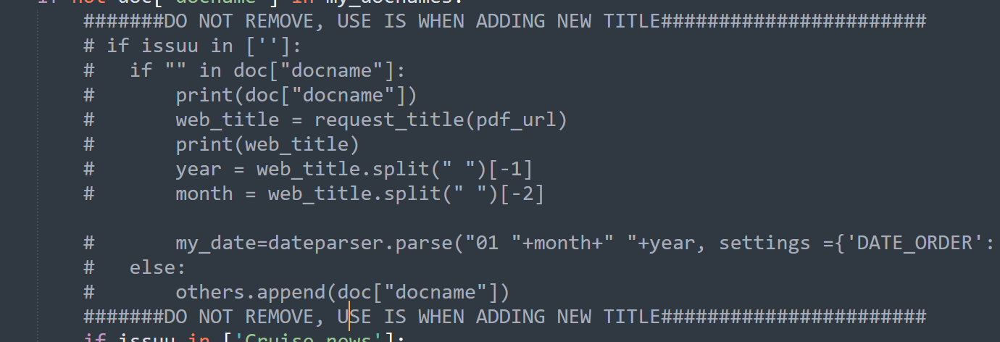 if not doc["docname"] in my_docnames:
#######DO NOT REMOVE, USE IS WHEN ADDING NEW TITLE#######################
# if issuu in ['']:
#   if "" in doc["docname"]:
#       print(doc["docname"])
#       web_title = request_title(pdf_url)
#       print(web_title)
#       year = web_title.split(" ")[-1]
#       month = web_title.split(" ")[-2]
#       my_date=dateparser.parse("01 "+month+" "+year, settings ={'DATE_ORDER':
#   else:
#       others.append(doc["docname"])
#######DO NOT REMOVE, USE IS WHEN ADDING NEW TITLE#######################
if issuu in ['Cruise news']: